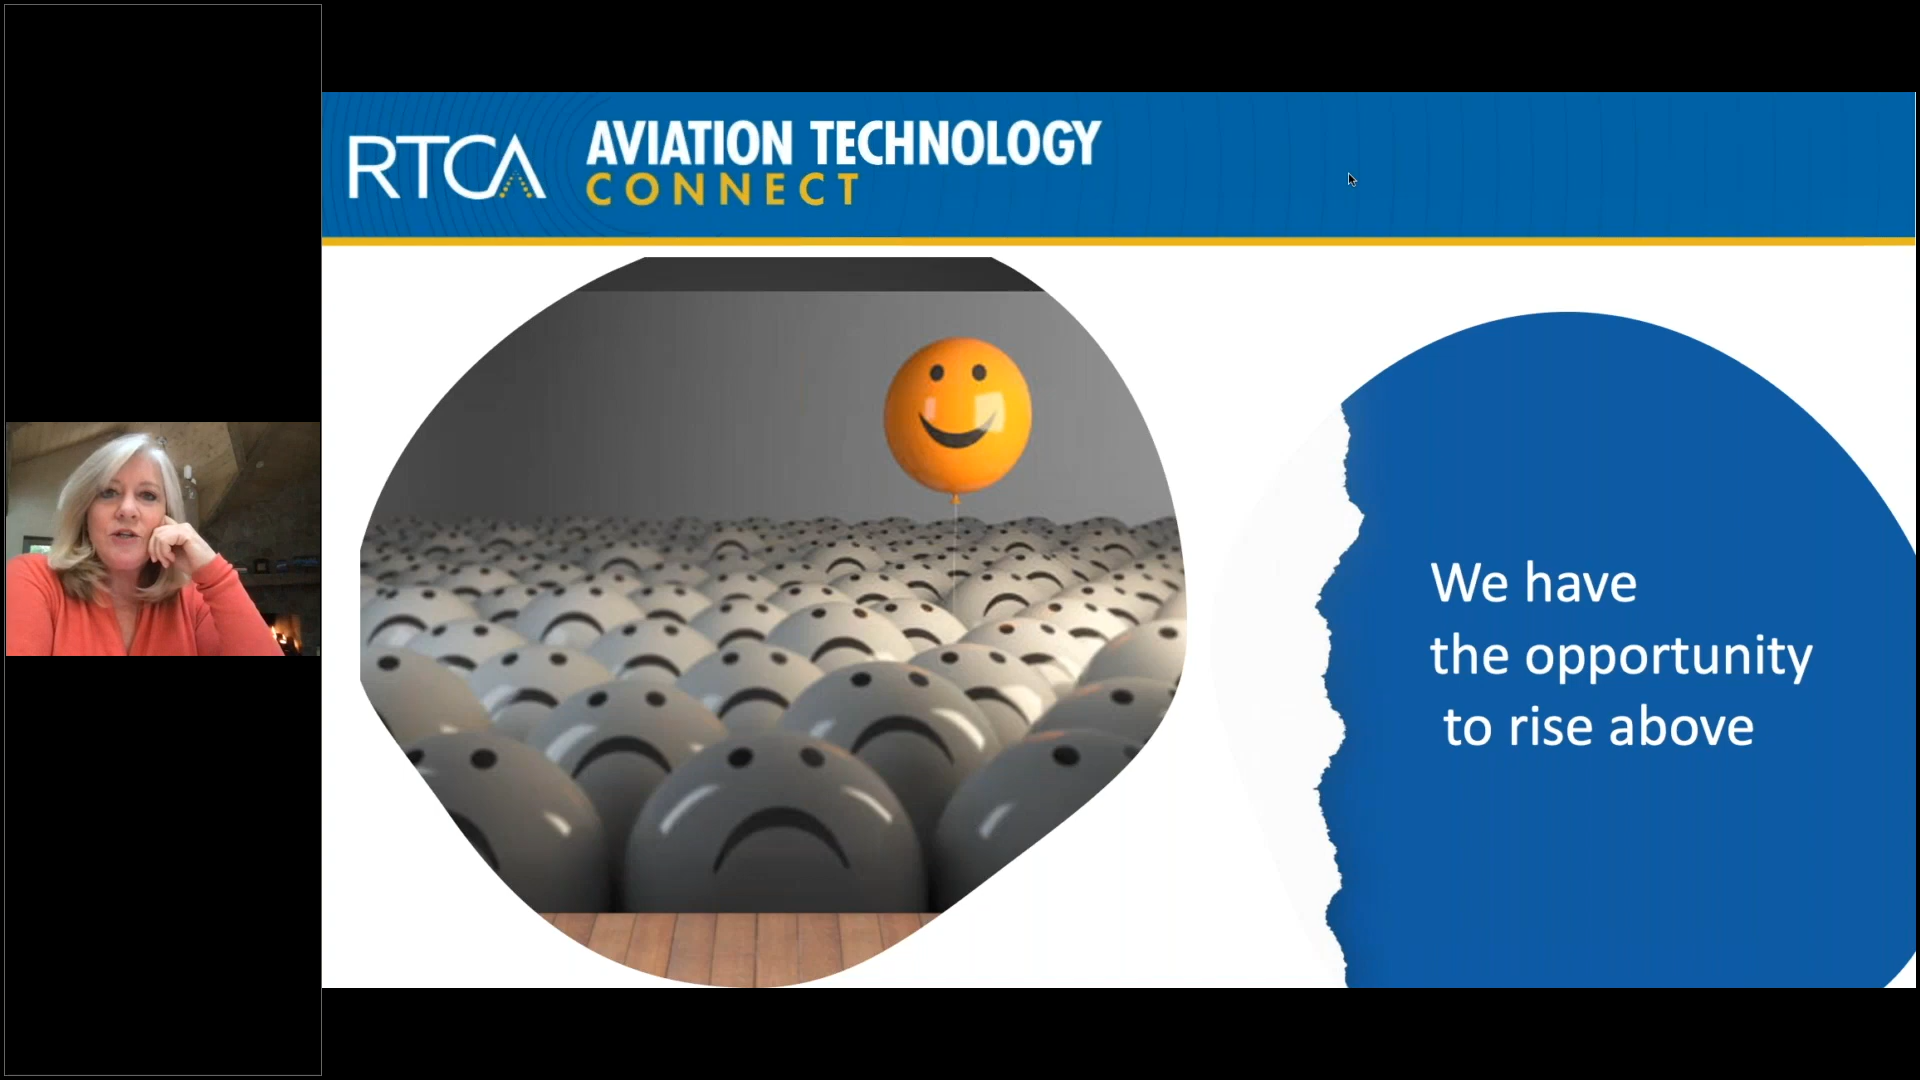 RTCA
AVIATION TECHNOLOGY
CONNECT
We have
the opportunity
to rise above